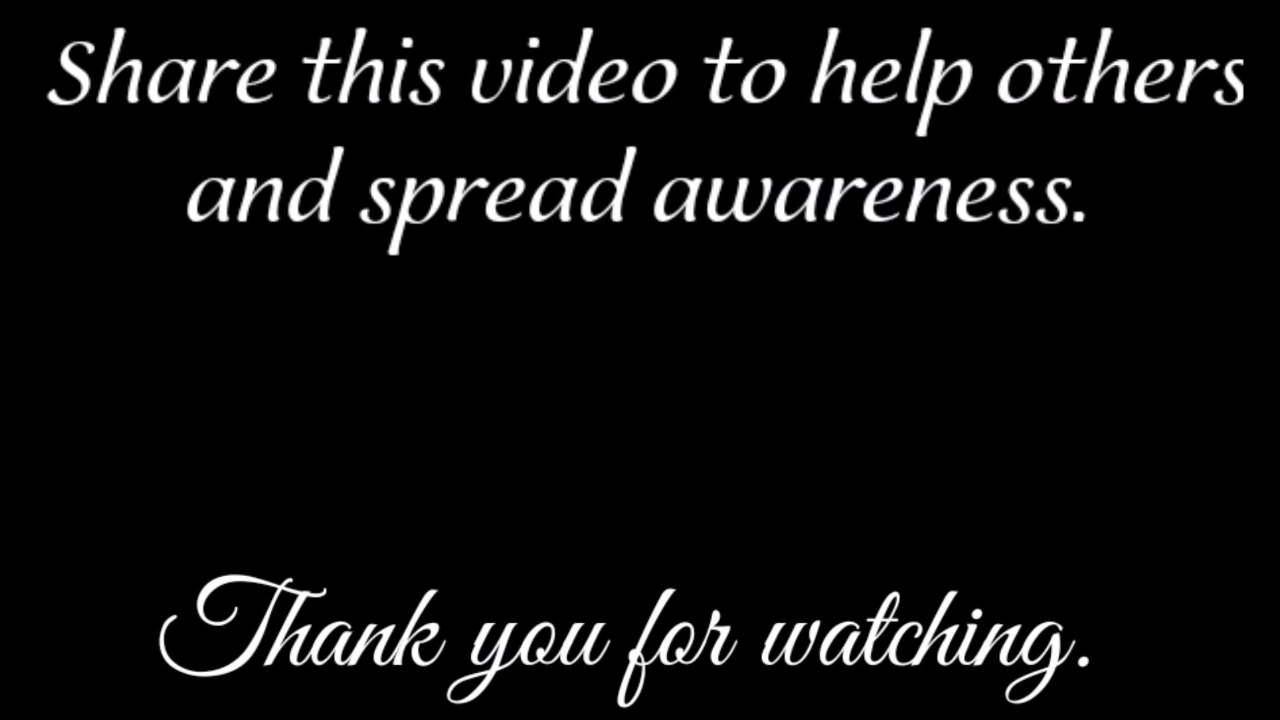 Share this video to help others
and spread awareness.
Thank you for watching.